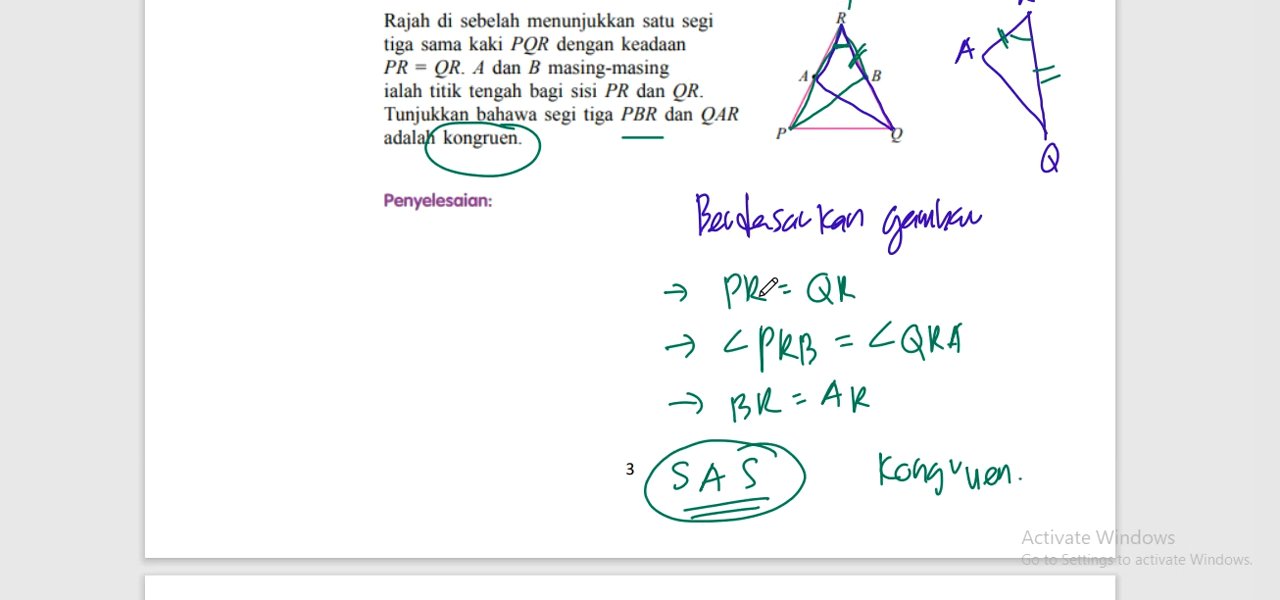 Rajah di sebelah menunjukkan satu segi
tiga sama kaki PQR dengan keadaan
PR = QR. A dan B masing-masing
ialah titik tengah bagi sisi PR dan QR.
Tunjukkan bahawa segi tiga PBR dan QAR
adalah kongruen.
R
A
B
P
Q
A
Q
Penyelesaian:
Berdasarkan gambar
→ PR = QR
→ ∠PRB = ∠QRA
→ BR = AR
3
SAS
Kongruen.
Activate Windows
Go to Settings to activate Windows.